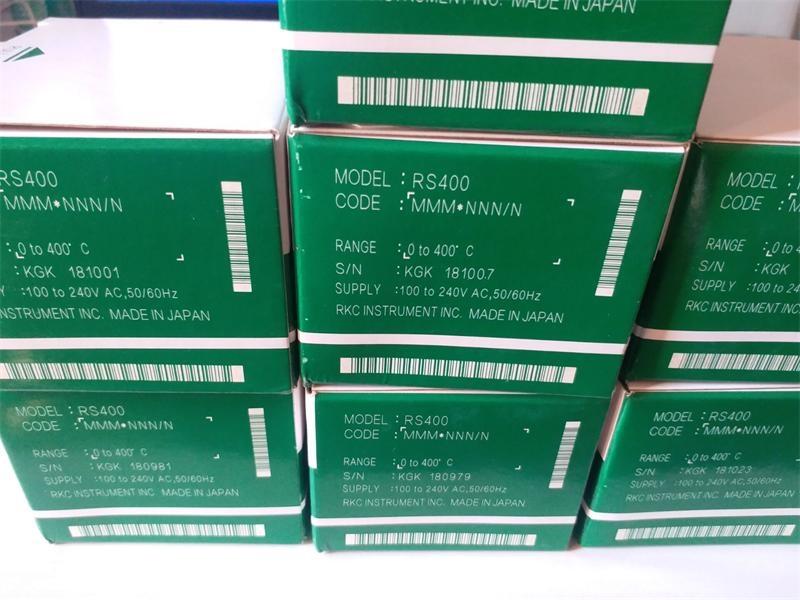 INSTRUMENT INC. MADE IN JAPAN
RS400
MMM*NNN/N
: 0 to 400° C
: KGK 181001
: 100 to 240V AC,50/60Hz
INSTRUMENT INC. MADE IN JAPAN
MODEL : RS400
CODE : MMM*NNN/N
RANGE : 0 to 400° C
S/N : KGK 181007
SUPPLY : 100 to 240V AC,50/60Hz
RKC INSTRUMENT INC. MADE IN JAPAN
MODEL :
CODE :
RANGE : 0
S/N : KGK
SUPPLY : 100 to
RKC INSTRUMENT INC.
MODEL : RS400
CODE : MMM*NNN/N
RANGE : 0 to 400° C
S/N : KGK 180981
SUPPLY : 100 to 240V AC,50/60Hz
RKC INSTRUMENT INC. MADE IN JAPAN
MODEL : RS400
CODE : MMM*NNN/N
RANGE : 0 to 400° C
S/N : KGK 180979
SUPPLY : 100 to 240V AC,50/60Hz
RKC INSTRUMENT INC. MADE IN JAPAN
MODEL : RS400
CODE : MMM*NNN/N
RANGE : 0 to 400° C
S/N : KGK 181023
SUPPLY : 100 to 240V AC,50/60Hz
RKC INSTRUMENT INC. MADE IN JAPAN